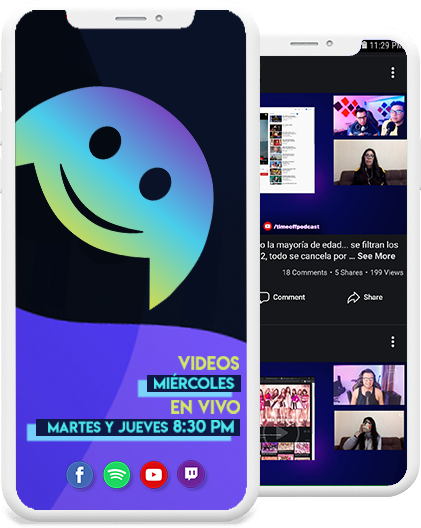 VIDEOS
MIÉRCOLES
EN VIVO
MARTES Y JUEVES 8:30 PM
11:29 PM
/timeoffpodcast
o la mayoría de edad... se filtran los
2, todo se cancela por ... See More
18 Comments • 5 Shares • 199 Views
Comment
Share